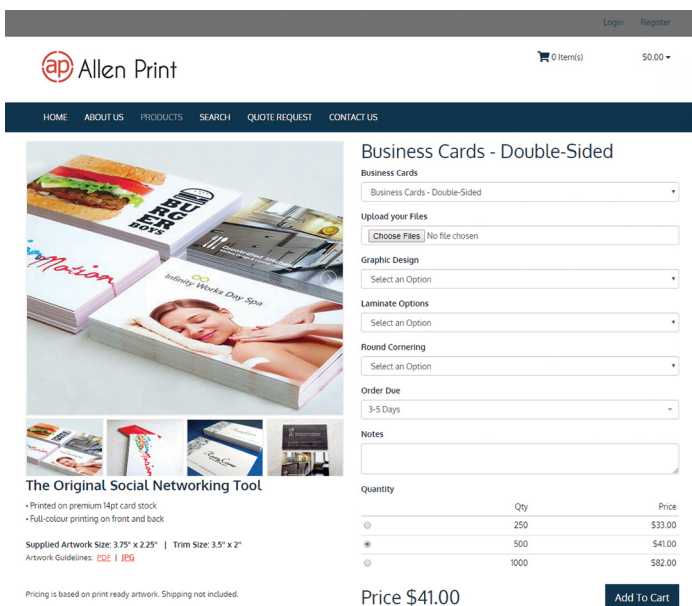 Login Register
ap Allen Print
0 Item(s) $0.00
HOME ABOUT US PRODUCTS SEARCH QUOTE REQUEST CONTACT US
BU
RG
ER
BOYS
Countrified Kitchens
Infinity Works Day Spa
Business Cards - Double-Sided
Business Cards
Business Cards - Double-Sided
Upload your Files
Choose Files No file chosen
Graphic Design
Select an Option
Laminate Options
Select an Option
Round Cornering
Select an Option
Order Due
3-5 Days
Notes
Quantity
Qty Price
250 $33.00
500 $41.00
1000 $82.00
Price $41.00
Add To Cart
The Original Social Networking Tool
• Printed on premium 14pt card stock
• Full-colour printing on front and back
Supplied Artwork Size: 3.75" x 2.25" | Trim Size: 3.5" x 2"
Artwork Guidelines: PDF | JPG
Pricing is based on print ready artwork. Shipping not included.